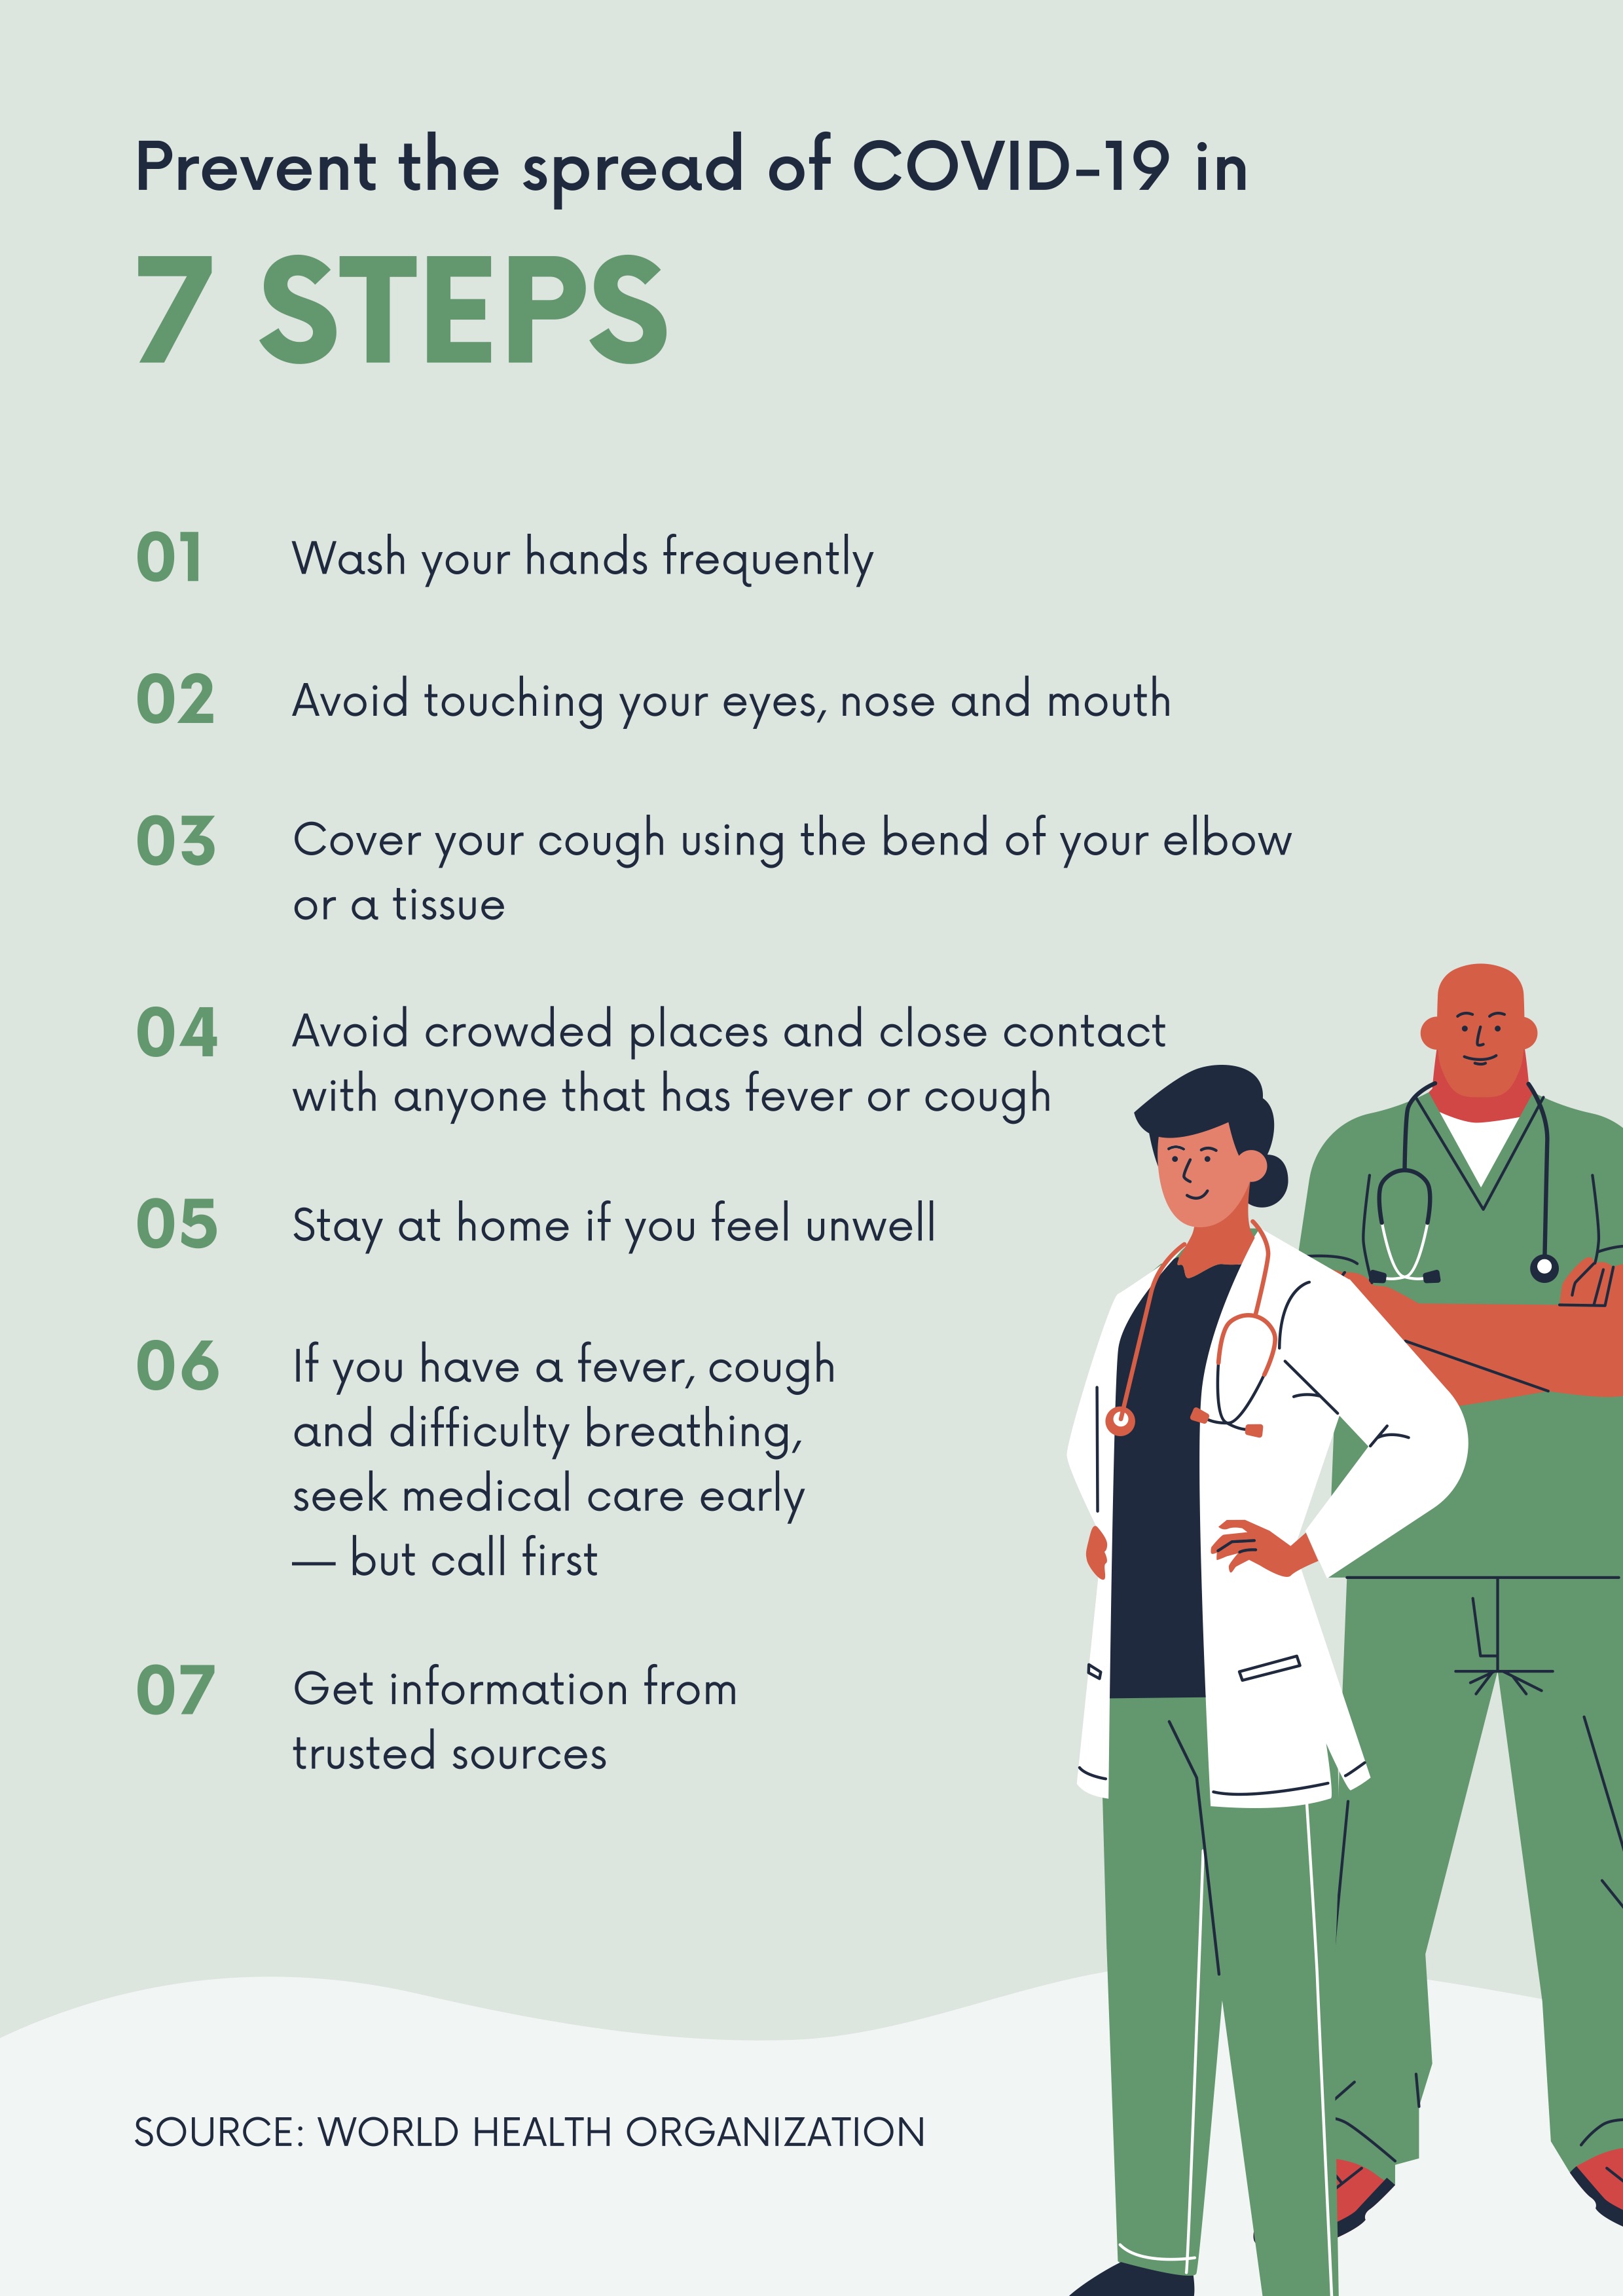 Prevent the spread of COVID-19 in
7 STEPS
01 Wash your hands frequently
02 Avoid touching your eyes, nose and mouth
03 Cover your cough using the bend of your elbow
or a tissue
04 Avoid crowded places and close contact
with anyone that has fever or cough
05 Stay at home if you feel unwell
06 If you have a fever, cough
and difficulty breathing,
seek medical care early
— but call first
07 Get information from
trusted sources
SOURCE: WORLD HEALTH ORGANIZATION